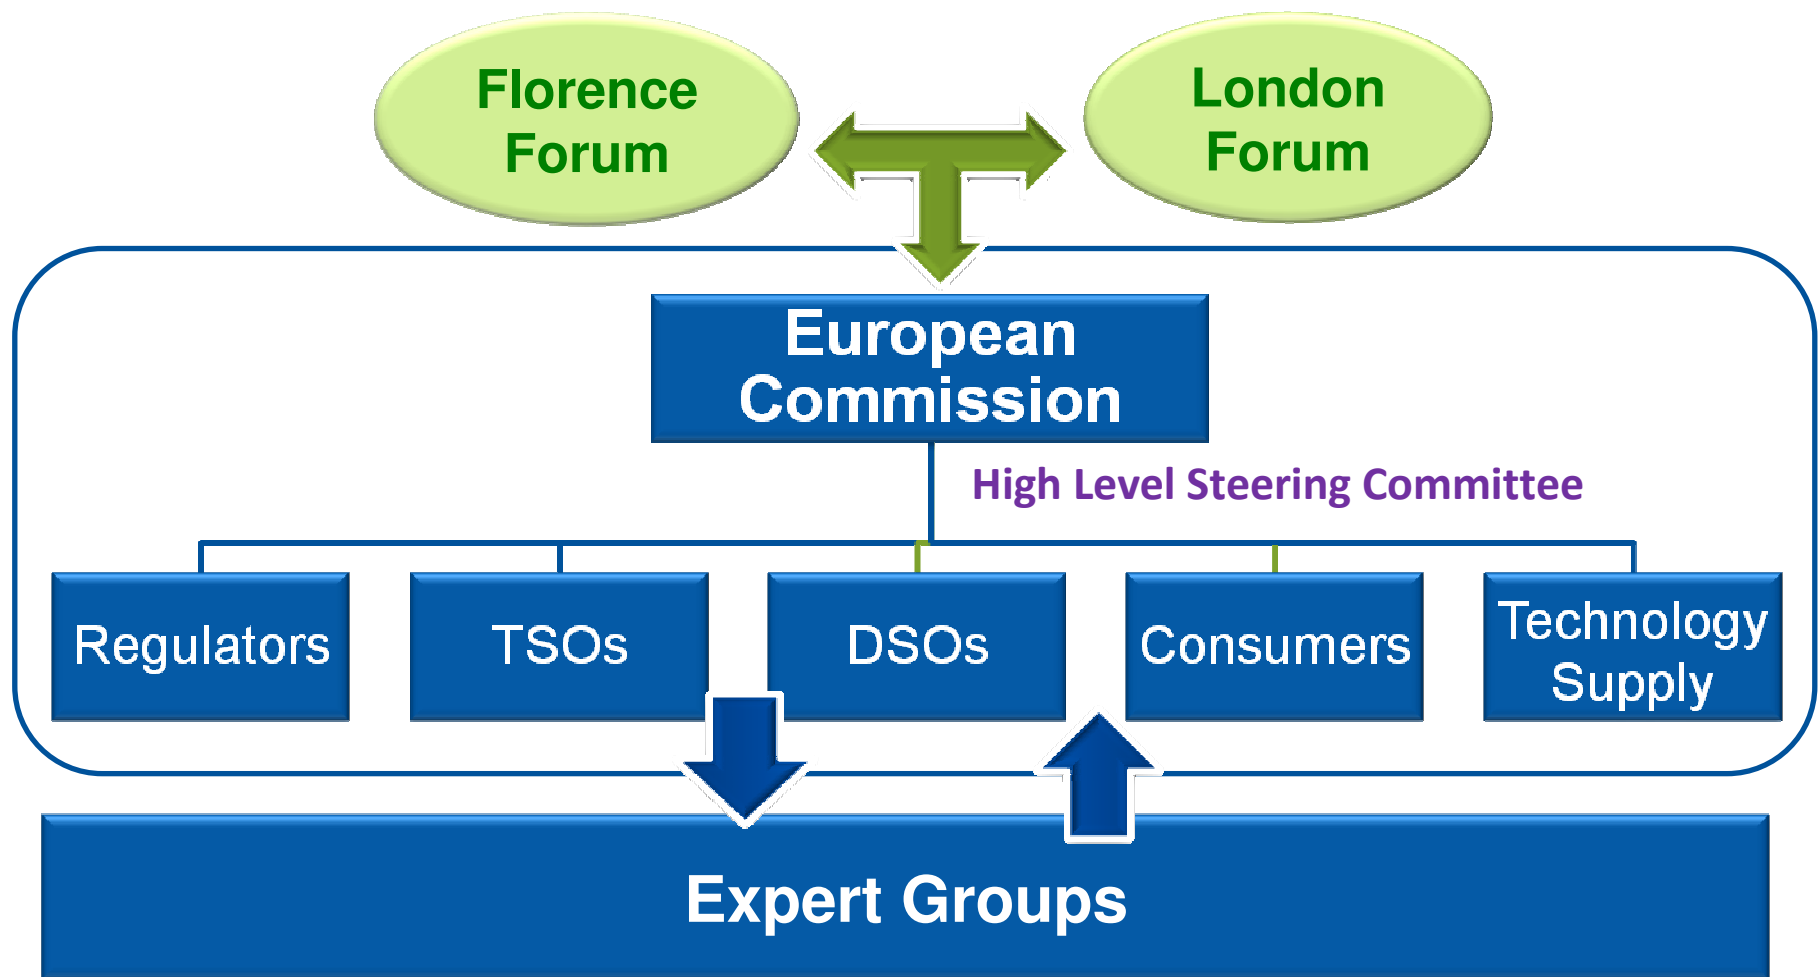 Florence
Forum
London
Forum
European
Commission
High Level Steering Committee
Regulators
TSOs
DSOs
Consumers
Technology
Supply
Expert Groups